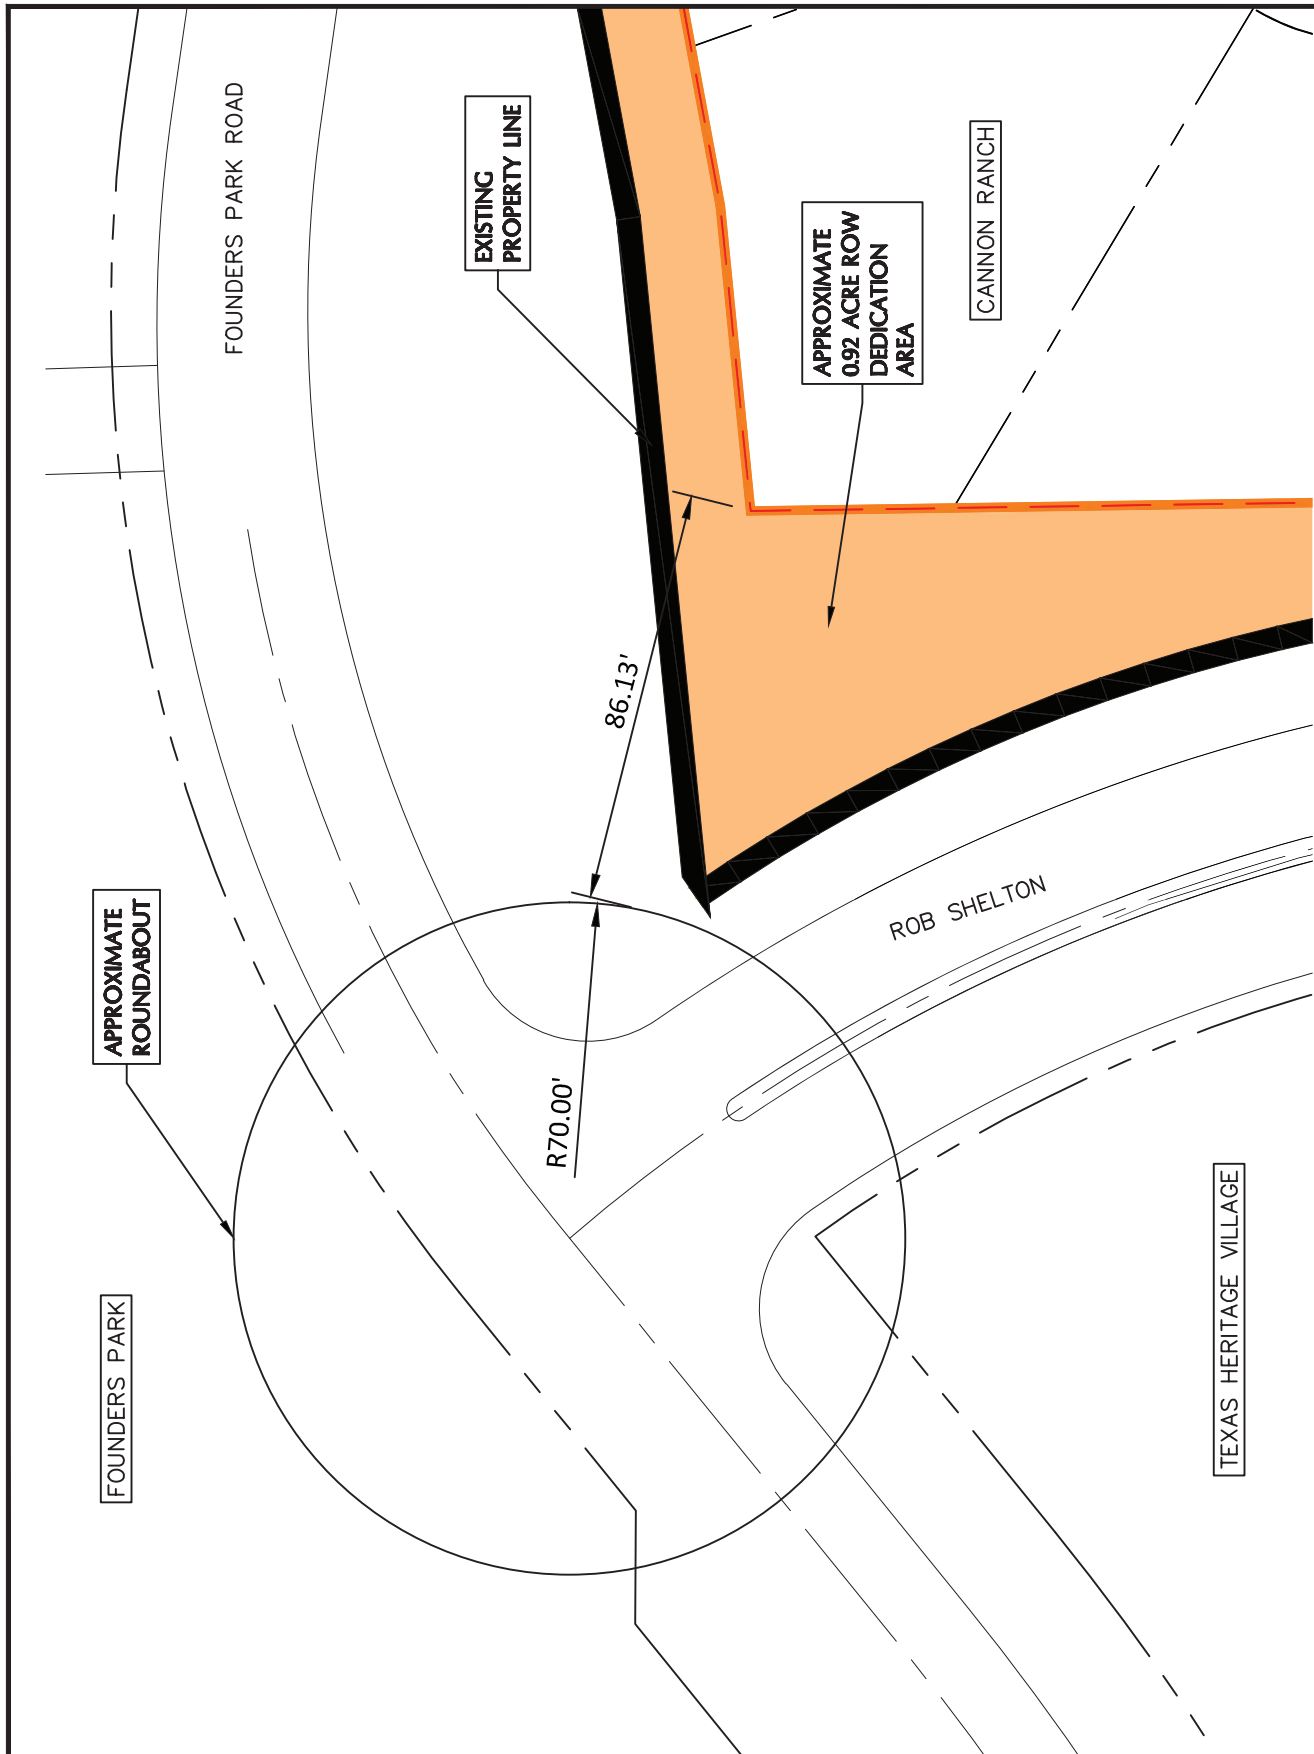 FOUNDERS PARK ROAD
EXISTING
PROPERTY LINE
APPROXIMATE
0.92 ACRE ROW
DEDICATION
AREA
CANNON RANCH
86.13'
APPROXIMATE
ROUNDABOUT
R70.00'
ROB SHELTON
FOUNDERS PARK
TEXAS HERITAGE VILLAGE